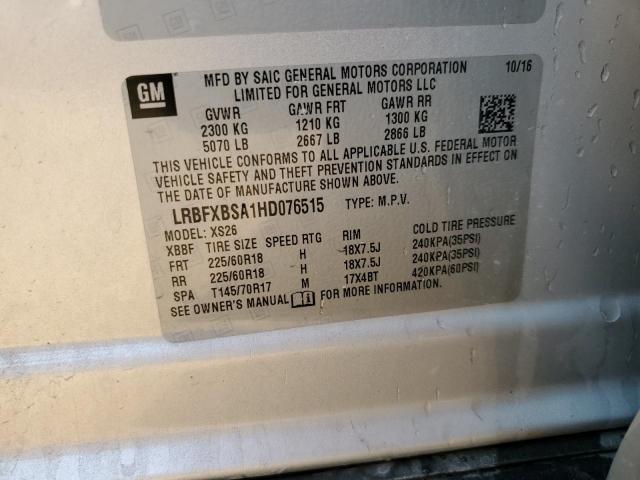 GM
MFD BY SAIC GENERAL MOTORS CORPORATION 10/16
LIMITED FOR GENERAL MOTORS LLC
GVWR GAWR FRT GAWR RR
2300 KG 1210 KG 1300 KG
5070 LB 2667 LB 2866 LB
THIS VEHICLE CONFORMS TO ALL APPLICABLE U.S. FEDERAL MOTOR
VEHICLE SAFETY AND THEFT PREVENTION STANDARDS IN EFFECT ON
THE DATE OF MANUFACTURE SHOWN ABOVE.
LRBFXBSA1HD076515 TYPE: M.P.V.
MODEL: XS26
XBBF TIRE SIZE SPEED RTG RIM COLD TIRE PRESSURE
FRT 225/60R18 H 18X7.5J 240KPA(35PSI)
RR 225/60R18 H 18X7.5J 240KPA(35PSI)
SPA T145/70R17 M 17X4BT 420KPA(60PSI)
SEE OWNER'S MANUAL FOR MORE INFORMATION.